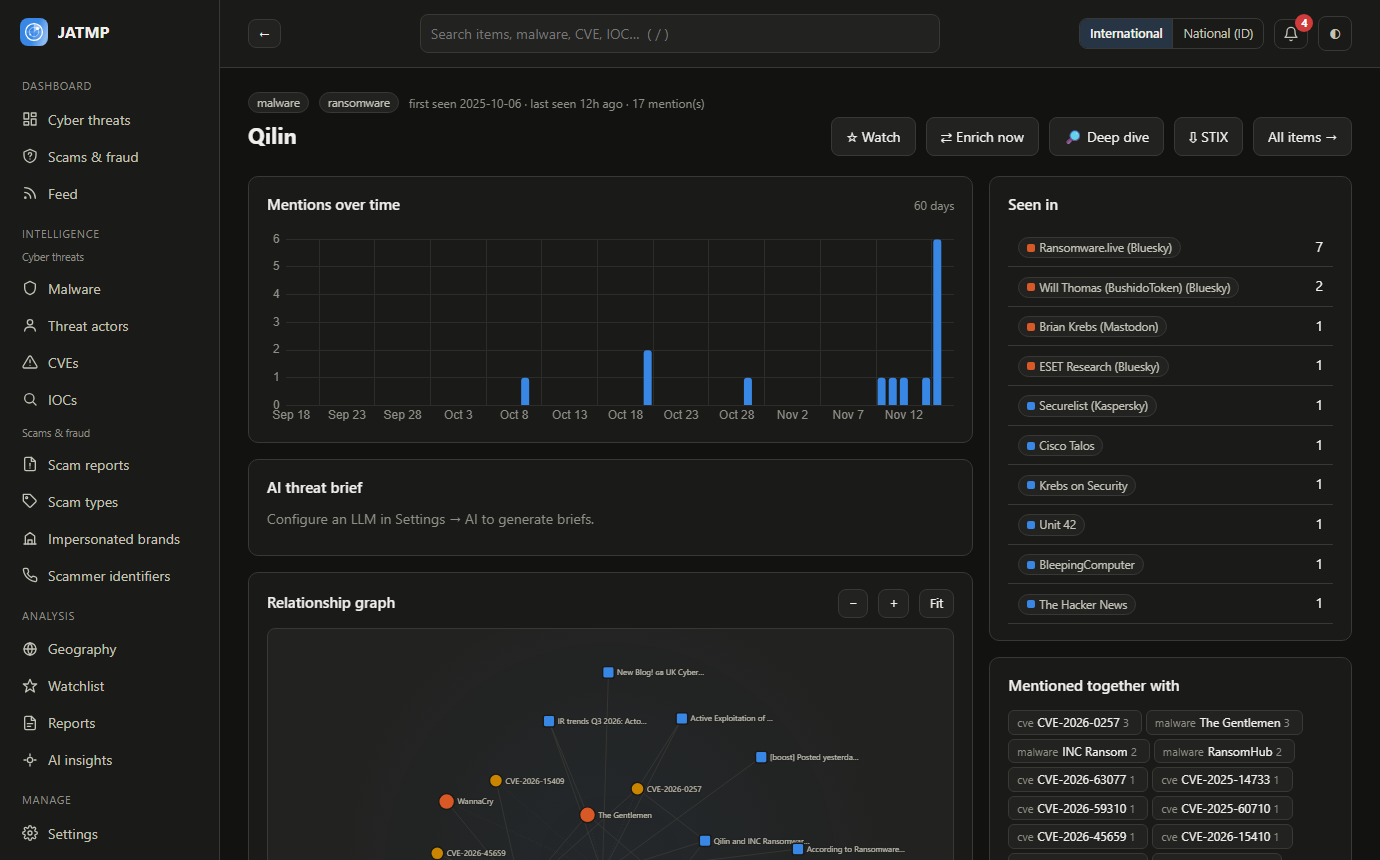 JATMP
←
Search items, malware, CVE, IOC... ( / )
International
National (ID)
4
DASHBOARD
Cyber threats
Scams & fraud
Feed
INTELLIGENCE
Cyber threats
Malware
Threat actors
CVEs
IOCs
Scams & fraud
Scam reports
Scam types
Impersonated brands
Scammer identifiers
ANALYSIS
Geography
Watchlist
Reports
AI insights
MANAGE
Settings
malware ransomware first seen 2025-10-06 · last seen 12h ago · 17 mention(s)
Qilin
☆ Watch
⇄ Enrich now
Deep dive
⇩ STIX
All items →
Mentions over time
60 days
6
5
4
3
2
1
0
Sep 18 Sep 23 Sep 28 Oct 3 Oct 8 Oct 13 Oct 18 Oct 23 Oct 28 Nov 2 Nov 7 Nov 12
AI threat brief
Configure an LLM in Settings → AI to generate briefs.
Relationship graph
− + Fit
New Blog! 🇬🇧 UK Cyber...
IR trends Q3 2026: Acto...
Active Exploitation of ...
[boost] Posted yesterda...
CVE-2026-15409
CVE-2026-0257
WannaCry
The Gentlemen
Qilin and INC Ransomwar...
According to Ransomware...
CVE-2026-45659
Seen in
Ransomware.live (Bluesky) 7
Will Thomas (BushidoToken) (Bluesky) 2
Brian Krebs (Mastodon) 1
ESET Research (Bluesky) 1
Securelist (Kaspersky) 1
Cisco Talos 1
Krebs on Security 1
Unit 42 1
BleepingComputer 1
The Hacker News 1
Mentioned together with
cve CVE-2026-0257 3 malware The Gentlemen 3
malware INC Ransom 2 malware RansomHub 2
cve CVE-2026-63077 1 cve CVE-2025-14733 1
cve CVE-2026-59310 1 cve CVE-2025-60710 1
cve CVE-2026-45659 1 cve CVE-2026-15410 1